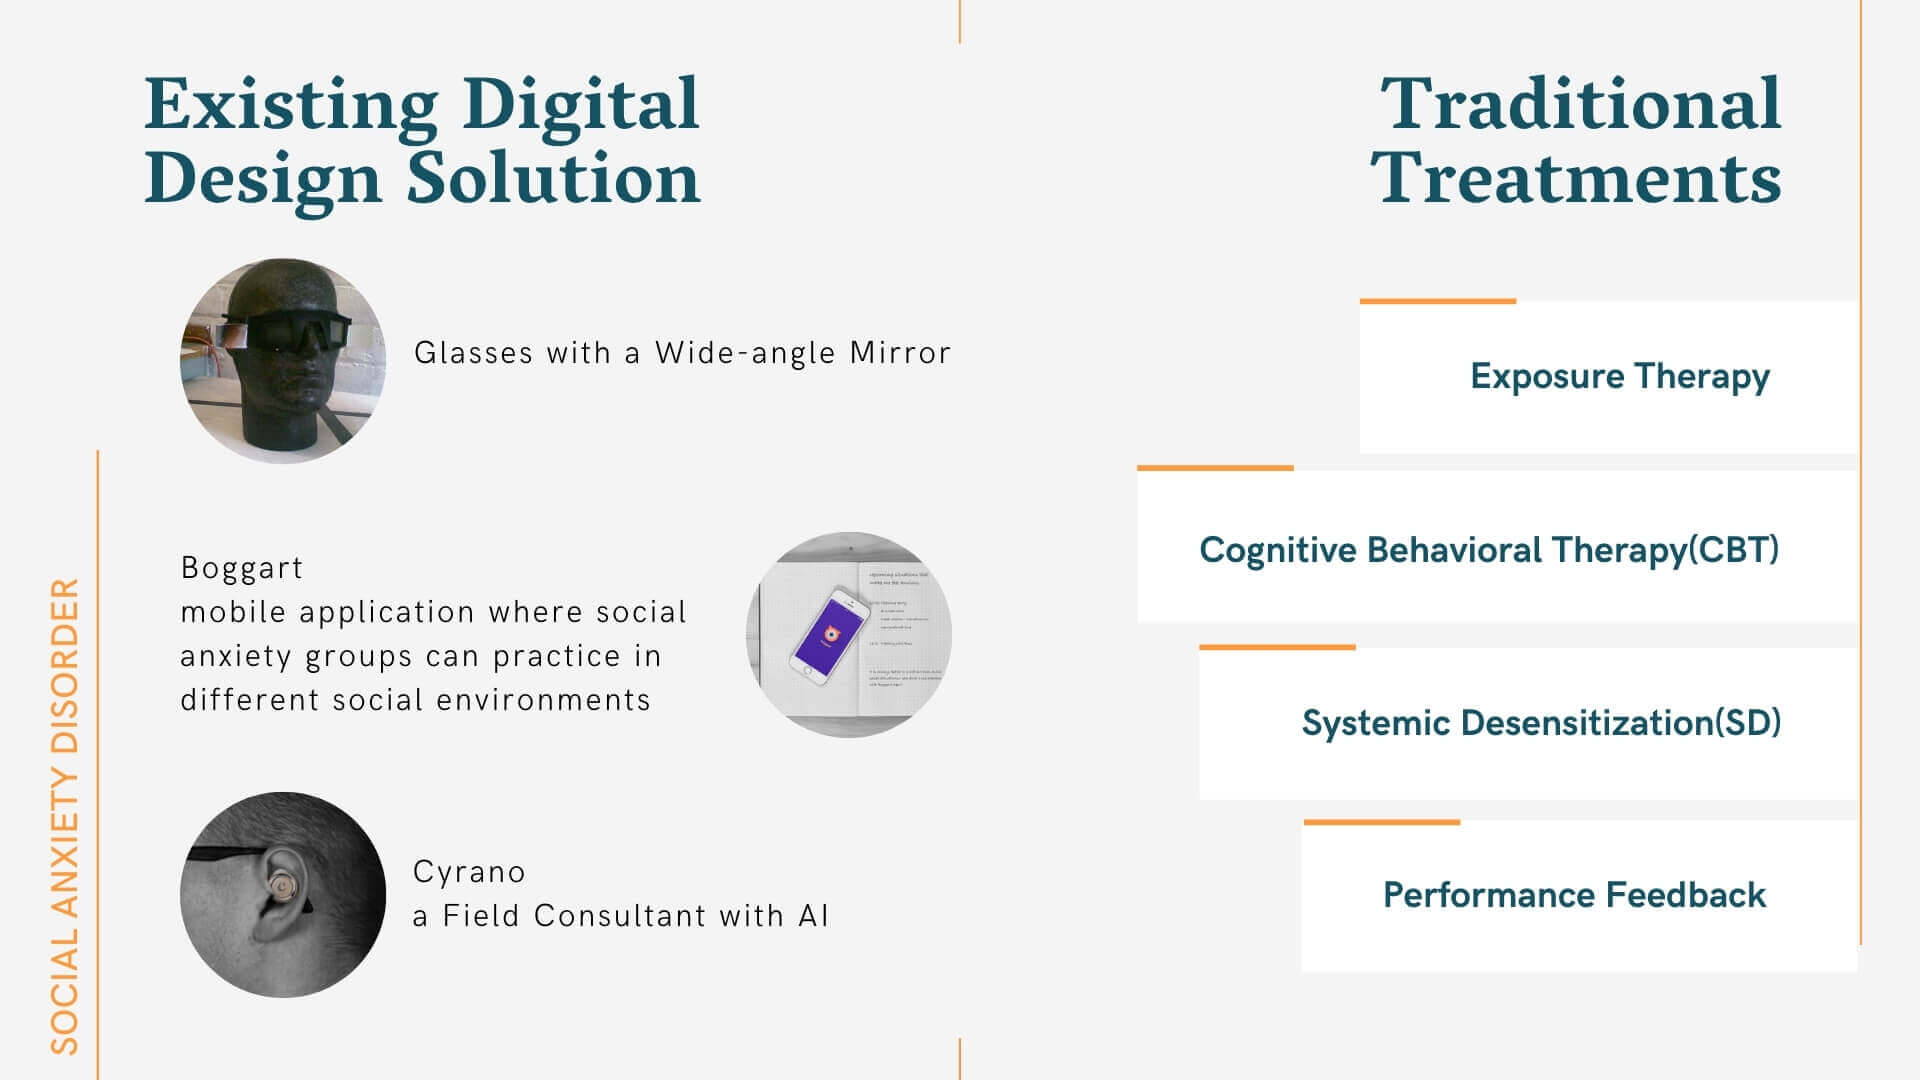 Existing Digital
Design Solution
Glasses with a Wide-angle Mirror
Boggart
mobile application where social
anxiety groups can practice in
different social environments
Cyrano
a Field Consultant with AI
SOCIAL ANXIETY DISORDER
Traditional
Treatments
Exposure Therapy
Cognitive Behavioral Therapy(CBT)
Systemic Desensitization(SD)
Performance Feedback